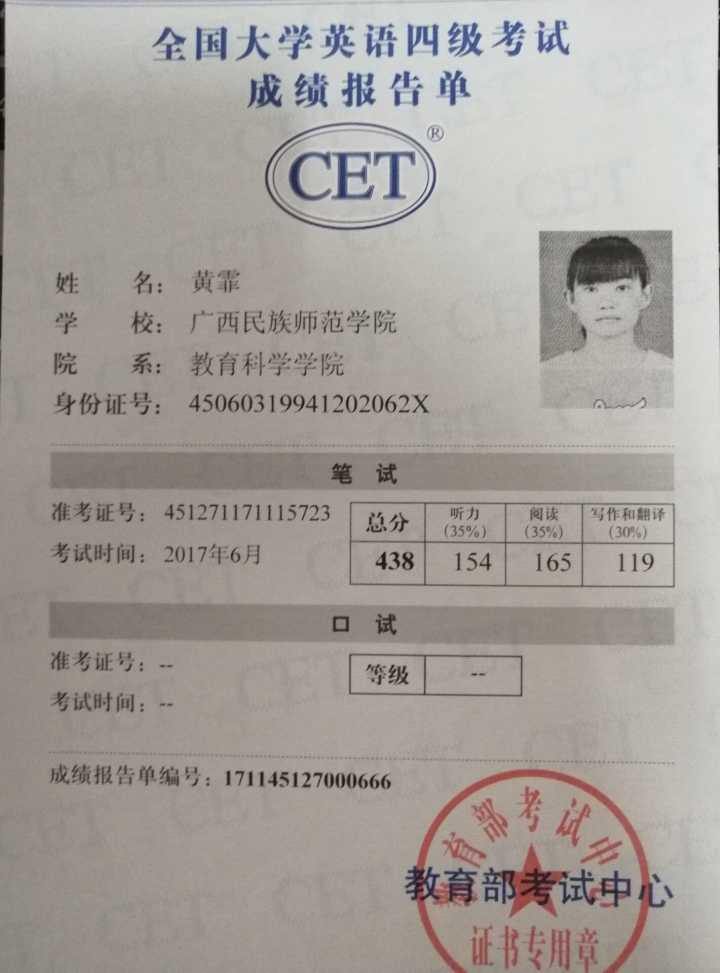 全国大学英语四级考试
成绩报告单
CET®
姓 名：黄霏
学 校：广西民族师范学院
院 系：教育科学学院
身份证号：45060319941202062X
笔 试
准考证号：451271171115723
考试时间：2017年6月
总分 听力(35%) 阅读(35%) 写作和翻译(30%)
438 154 165 119
口 试
准考证号：--
考试时间：--
等级 --
成绩报告单编号：171145127000666
教育部考试中心
教育部考试中心
证书专用章